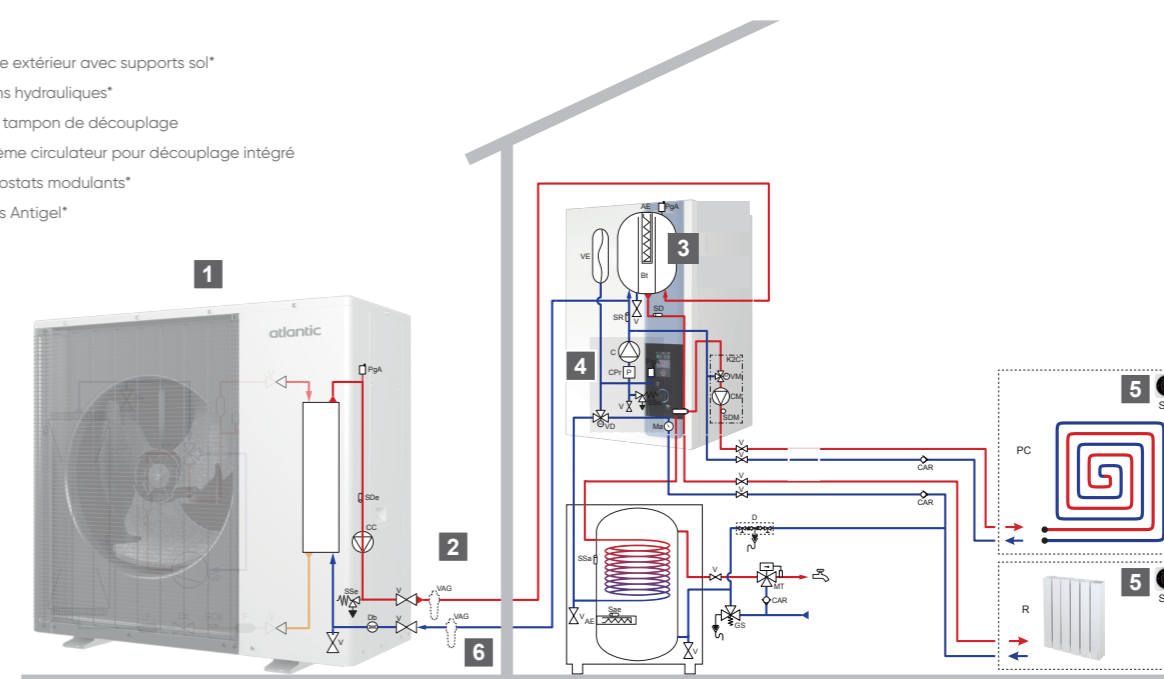 e extérieur avec supports sol*
ns hydrauliques*
tampon de découplage
ème circulateur pour découplage intégré
ostats modulants*
s Antigel*
1
atlantic
PgA
SDe
CC
SSe
V
VAG
2
V
VAG
Db
V
6
AE
PgA
3
VE
Bt
V
SR
SD
4
C
CPr
P
V
VD
Ma
K2C
VM
CM
SDM
V
V
CAR
V
V
CAR
D
SSa
V
AE
Sae
V
MT
CAR
GS
V
5
S
PC
5
S
R